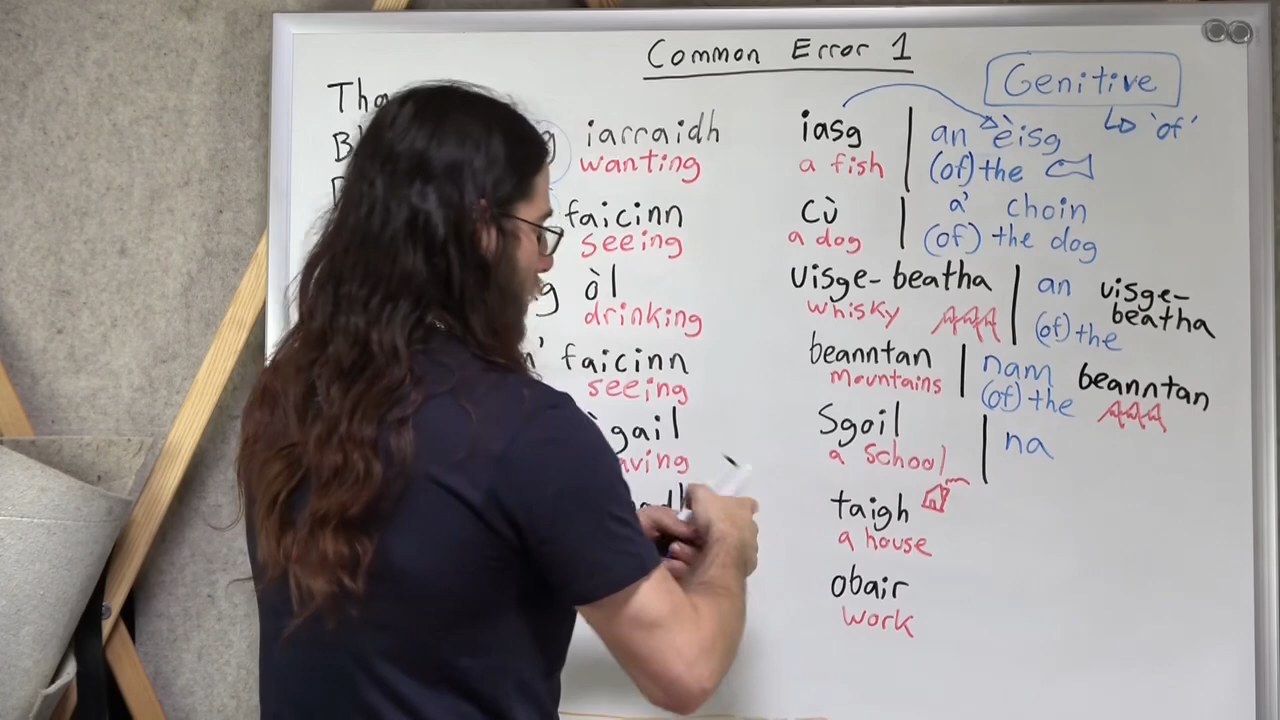 Common Error 1
Genitive
↳ 'of'
iarraidh
wanting
faicinn
seeing
òl
drinking
faicinn
seeing
iasg | an èisg
a fish | (of) the
Cù | a' choin
a dog | (of) the dog
uisge-beatha | an uisge-beatha
whisky | (of) the
beanntan | nam beanntan
mountains | (of) the
Sgoil | na
a school
taigh
a house
obair
work